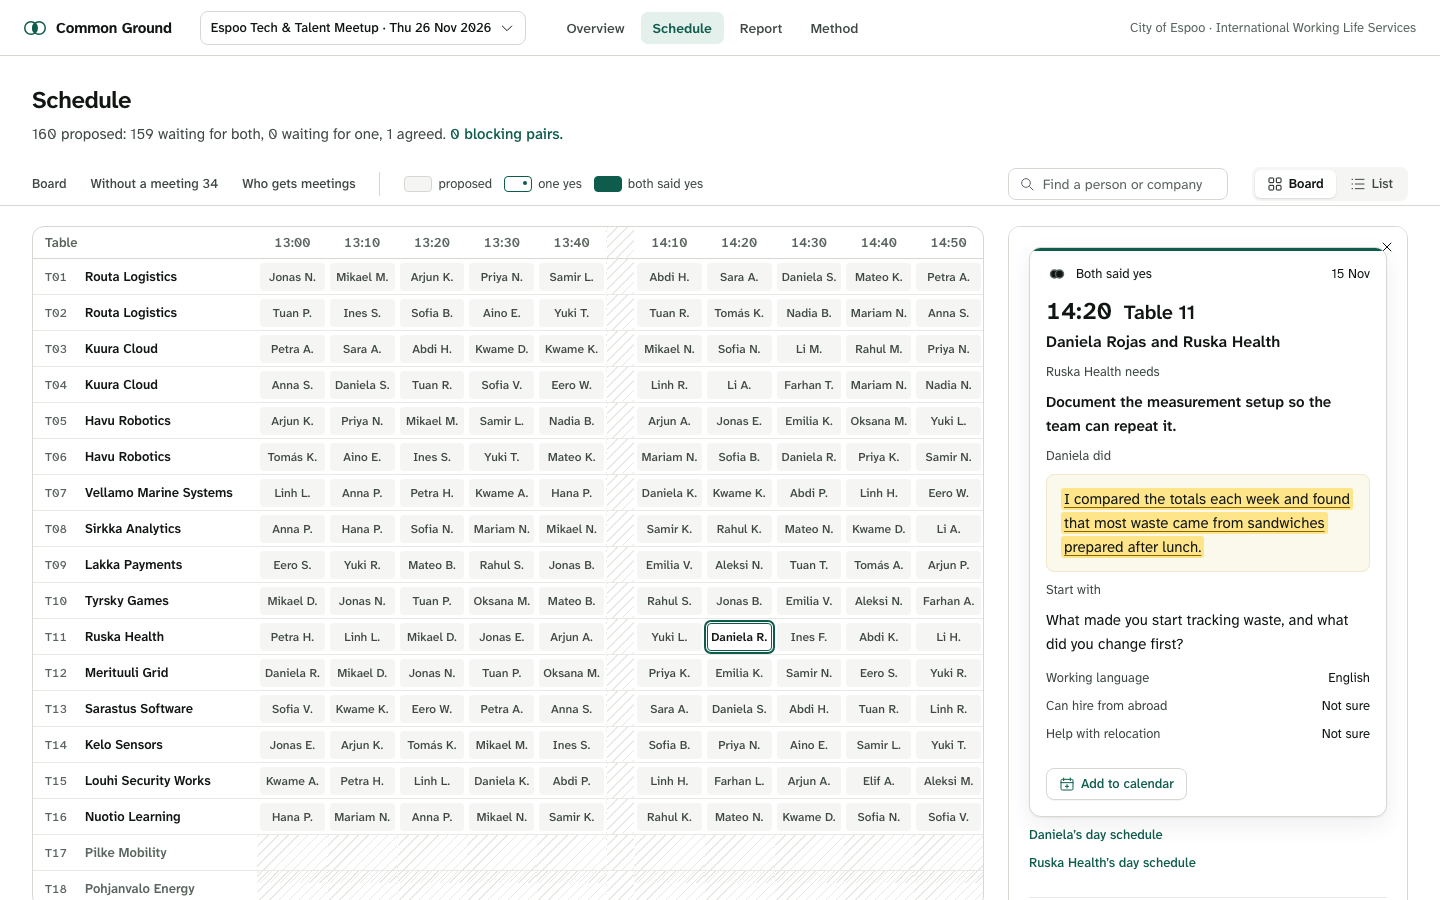 Common Ground
Espoo Tech & Talent Meetup · Thu 26 Nov 2026
Overview
Schedule
Report
Method
City of Espoo · International Working Life Services
Schedule
160 proposed: 159 waiting for both, 0 waiting for one, 1 agreed. 0 blocking pairs.
Board
Without a meeting 34
Who gets meetings
proposed
one yes
both said yes
Find a person or company
Board
List
Table 13:00 13:10 13:20 13:30 13:40 14:10 14:20 14:30 14:40 14:50
T01 Routa Logistics Jonas N. Mikael M. Arjun K. Priya N. Samir L. Abdi H. Sara A. Daniela S. Mateo K. Petra A.
T02 Routa Logistics Tuan P. Ines S. Sofia B. Aino E. Yuki T. Tuan R. Tomás K. Nadia B. Mariam N. Anna S.
T03 Kuura Cloud Petra A. Sara A. Abdi H. Kwame D. Kwame K. Mikael N. Sofia N. Li M. Rahul M. Priya N.
T04 Kuura Cloud Anna S. Daniela S. Tuan R. Sofia V. Eero W. Linh R. Li A. Farhan T. Mariam N. Nadia N.
T05 Havu Robotics Arjun K. Priya N. Mikael M. Samir L. Nadia B. Arjun A. Jonas E. Emilia K. Oksana M. Yuki L.
T06 Havu Robotics Tomás K. Aino E. Ines S. Yuki T. Mateo K. Mariam N. Sofia B. Daniela R. Priya K. Samir N.
T07 Vellamo Marine Systems Linh L. Anna P. Petra H. Kwame A. Hana P. Daniela K. Kwame K. Abdi P. Linh H. Eero W.
T08 Sirkka Analytics Anna P. Hana P. Sofia N. Mariam N. Mikael N. Samir K. Rahul K. Mateo N. Kwame D. Li A.
T09 Lakka Payments Eero S. Yuki R. Mateo B. Rahul S. Jonas B. Emilia V. Aleksi N. Tuan T. Tomás A. Arjun P.
T10 Tyrsky Games Mikael D. Jonas N. Tuan P. Oksana M. Mateo B. Rahul S. Jonas B. Emilia V. Aleksi N. Farhan A.
T11 Ruska Health Petra H. Linh L. Mikael D. Jonas E. Arjun A. Yuki L. Daniela R. Ines F. Abdi K. Li H.
T12 Merituuli Grid Daniela R. Mikael D. Jonas N. Tuan P. Oksana M. Priya K. Emilia K. Samir N. Eero S. Yuki R.
T13 Sarastus Software Sofia V. Kwame K. Eero W. Petra A. Anna S. Sara A. Daniela S. Abdi H. Tuan R. Linh R.
T14 Kelo Sensors Jonas E. Arjun K. Tomás K. Mikael M. Ines S. Sofia B. Priya N. Aino E. Samir L. Yuki T.
T15 Louhi Security Works Kwame A. Petra H. Linh L. Daniela K. Abdi P. Linh H. Farhan L. Arjun A. Elif A. Aleksi M.
T16 Nuotio Learning Hana P. Mariam N. Anna P. Mikael N. Samir K. Rahul K. Mateo N. Kwame D. Sofia N. Sofia V.
T17 Pilke Mobility
T18 Pohjanvalo Energy
Both said yes 15 Nov
14:20 Table 11
Daniela Rojas and Ruska Health
Ruska Health needs
Document the measurement setup so the
team can repeat it.
Daniela did
I compared the totals each week and found
that most waste came from sandwiches
prepared after lunch.
Start with
What made you start tracking waste, and what
did you change first?
Working language English
Can hire from abroad Not sure
Help with relocation Not sure
Add to calendar
Daniela's day schedule
Ruska Health's day schedule